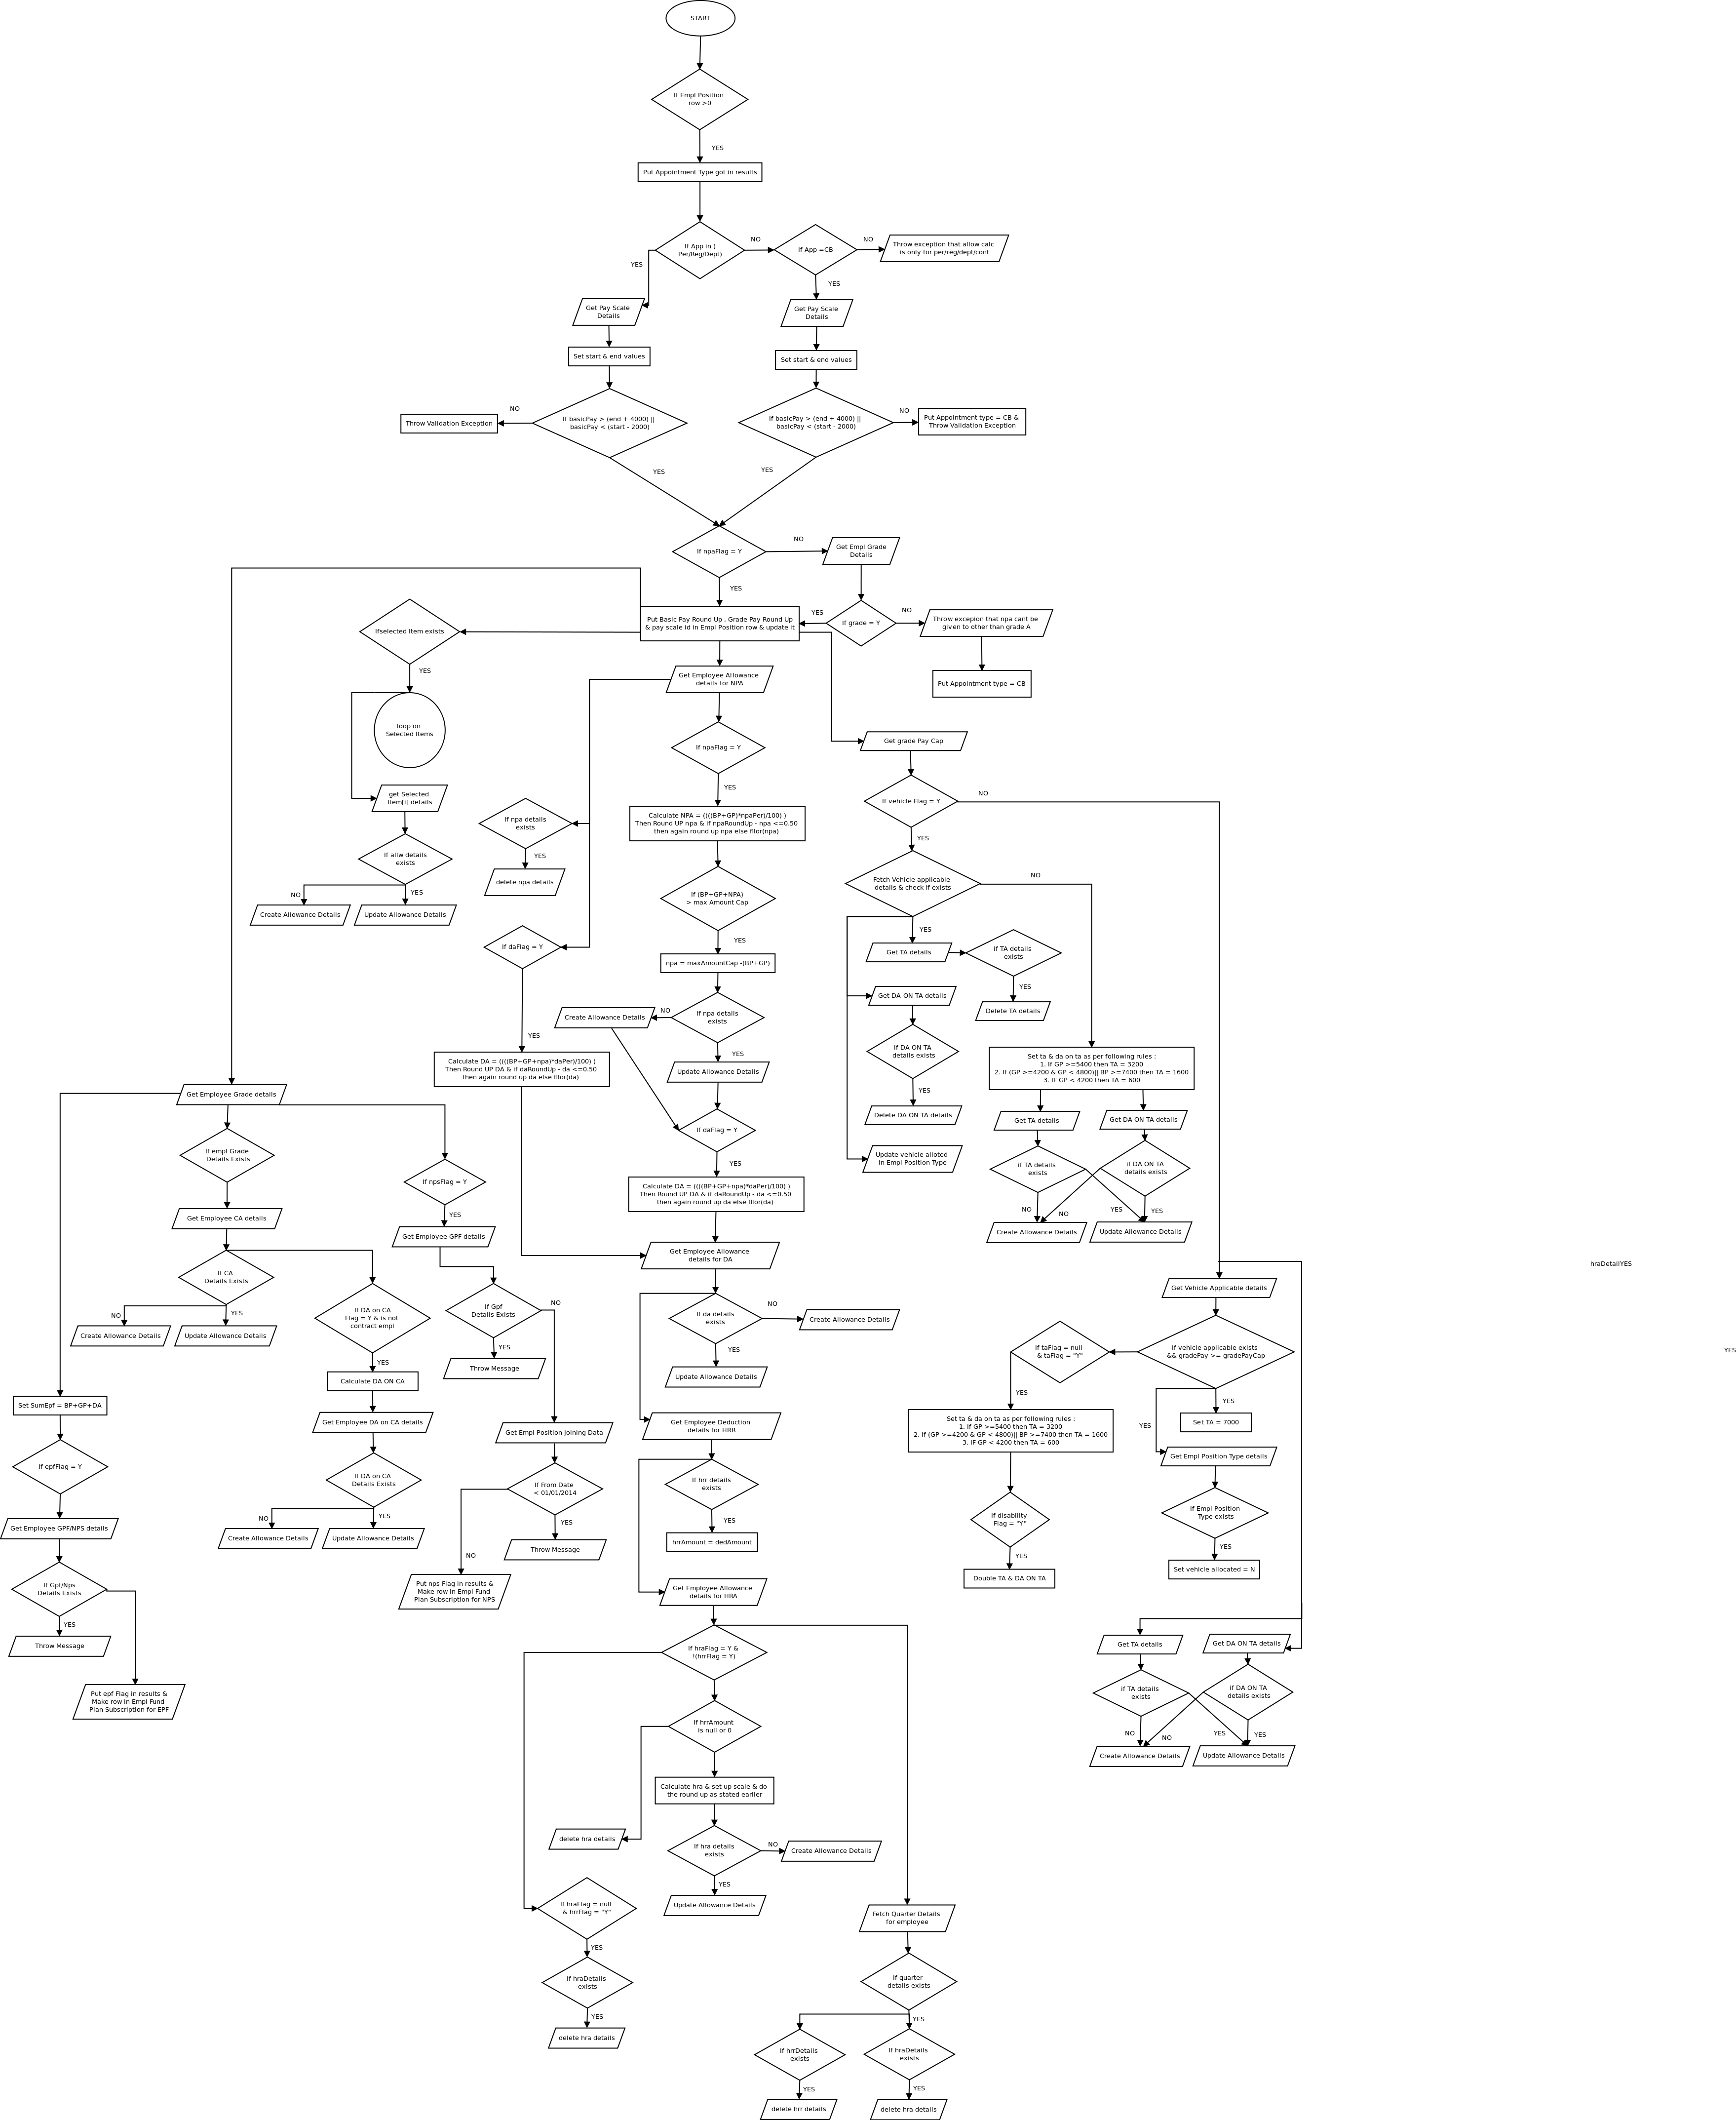 START
If Empl Position
row >0
YES
Put Appointment Type got in results
If App in (
Per/Reg/Dept)
NO
If App =CB
NO
Throw exception that allow calc
is only for per/reg/dept/cont
YES
YES
Get Pay Scale
Details
Get Pay Scale
Details
Set start & end values
Set start & end values
If basicPay > (end + 4000) ||
basicPay < (start - 2000)
NO
Throw Validation Exception
If basicPay > (end + 4000) ||
basicPay < (start - 2000)
NO
Put Appointment type = CB &
Throw Validation Exception
YES
YES
If npaFlag = Y
NO
Get Empl Grade
Details
YES
Put Basic Pay Round Up , Grade Pay Round Up
& pay scale id in Empl Position row & update it
YES
If grade = Y
NO
Throw excepion that npa cant be
given to other than grade A
Put Appointment type = CB
Ifselected Item exists
YES
loop on
Selected Items
get Selected
Item[i] details
If allw details
exists
NO
YES
Create Allowance Details
Update Allowance Details
Get Employee Allowance
details for NPA
If npaFlag = Y
YES
Calculate NPA = ((((BP+GP)*npaPer)/100) )
Then Round UP npa & if npaRoundUp - npa <=0.50
then again round up npa else fllor(npa)
If npa details
exists
YES
delete npa details
If (BP+GP+NPA)
> max Amount Cap
YES
npa = maxAmountCap -(BP+GP)
If daFlag = Y
YES
Calculate DA = ((((BP+GP+npa)*daPer)/100) )
Then Round UP DA & if daRoundUp - da <=0.50
then again round up da else fllor(da)
If npa details
exists
NO
Create Allowance Details
YES
Update Allowance Details
If daFlag = Y
YES
Calculate DA = ((((BP+GP+npa)*daPer)/100) )
Then Round UP DA & if daRoundUp - da <=0.50
then again round up da else fllor(da)
Get Employee Allowance
details for DA
If da details
exists
NO
Create Allowance Details
YES
Update Allowance Details
Get Employee Deduction
details for HRR
If hrr details
exists
YES
hrrAmount = dedAmount
Get Employee Allowance
details for HRA
If hraFlag = Y &
!(hrrFlag = Y)
If hrrAmount
is null or 0
Calculate hra & set up scale & do
the round up as stated earlier
delete hra details
If hra details
exists
NO
Create Allowance Details
YES
Update Allowance Details
If hraFlag = null
& hrrFlag = "Y"
YES
If hraDetails
exists
YES
delete hra details
Fetch Quarter Details
for employee
If quarter
details exists
YES
If hrrDetails
exists
If hraDetails
exists
YES
YES
delete hrr details
delete hra details
Get grade Pay Cap
If vehicle Flag = Y
NO
YES
Fetch Vehicle applicable
details & check if exists
NO
YES
Get TA details
if TA details
exists
YES
Delete TA details
Get DA ON TA details
if DA ON TA
details exists
YES
Delete DA ON TA details
Update vehicle alloted
in Empl Position Type
Set ta & da on ta as per following rules :
1. If GP >=5400 then TA = 3200
2. If (GP >=4200 & GP < 4800)|| BP >=7400 then TA = 1600
3. IF GP < 4200 then TA = 600
Get TA details
Get DA ON TA details
if TA details
exists
if DA ON TA
details exists
NO
NO
YES
YES
Create Allowance Details
Update Allowance Details
hraDetailYES
YES
Get Vehicle Applicable details
If vehicle applicable exists
&& gradePay >= gradePayCap
If taFlag = null
& taFlag = "Y"
YES
Set ta & da on ta as per following rules :
1. If GP >=5400 then TA = 3200
2. If (GP >=4200 & GP < 4800)|| BP >=7400 then TA = 1600
3. IF GP < 4200 then TA = 600
If disability
Flag = "Y"
YES
Double TA & DA ON TA
YES
Set TA = 7000
YES
Get Empl Position Type details
If Empl Position
Type exists
YES
Set vehicle allocated = N
Get TA details
Get DA ON TA details
if TA details
exists
if DA ON TA
details exists
NO
NO
YES
YES
Create Allowance Details
Update Allowance Details
Get Employee Grade details
If empl Grade
Details Exists
Get Employee CA details
If CA
Details Exists
NO
YES
Create Allowance Details
Update Allowance Details
If DA on CA
Flag = Y & is not
contract empl
YES
Calculate DA ON CA
Get Employee DA on CA details
If DA on CA
Details Exists
NO
YES
Create Allowance Details
Update Allowance Details
If npsFlag = Y
YES
Get Employee GPF details
If Gpf
Details Exists
NO
YES
Throw Message
Get Empl Position Joining Data
If From Date
< 01/01/2014
YES
Throw Message
NO
Put nps Flag in results &
Make row in Empl Fund
Plan Subscription for NPS
Set SumEpf = BP+GP+DA
If epfFlag = Y
Get Employee GPF/NPS details
If Gpf/Nps
Details Exists
YES
Throw Message
Put epf Flag in results &
Make row in Empl Fund
Plan Subscription for EPF